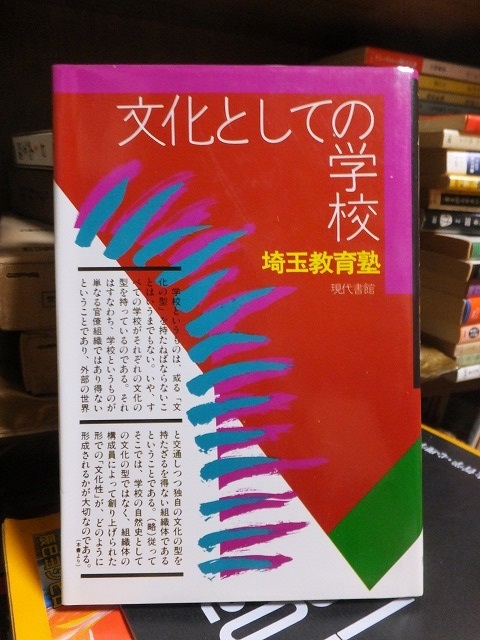 文化としての
学校
埼玉教育塾
現代書館
学校というものは、或る「文
化の型」を持たねばならないこ
とはいうまでもない。いや、す
べての学校がそれぞれの文化の
型を持っているのである。それ
はすなわち、学校というものが
単なる官僚組織ではあり得ない
ということであり、外部の世界
と交通しつつ独自の文化の型を
持たざるを得ない組織体である
ということである。(略)従って
そこでは、学校の自然史として
の文化の型ではなく、組織体の
構成員によって創り上げられた
形での「文化性」が、どのように
形成されるかが大切なのである。
(本書より)